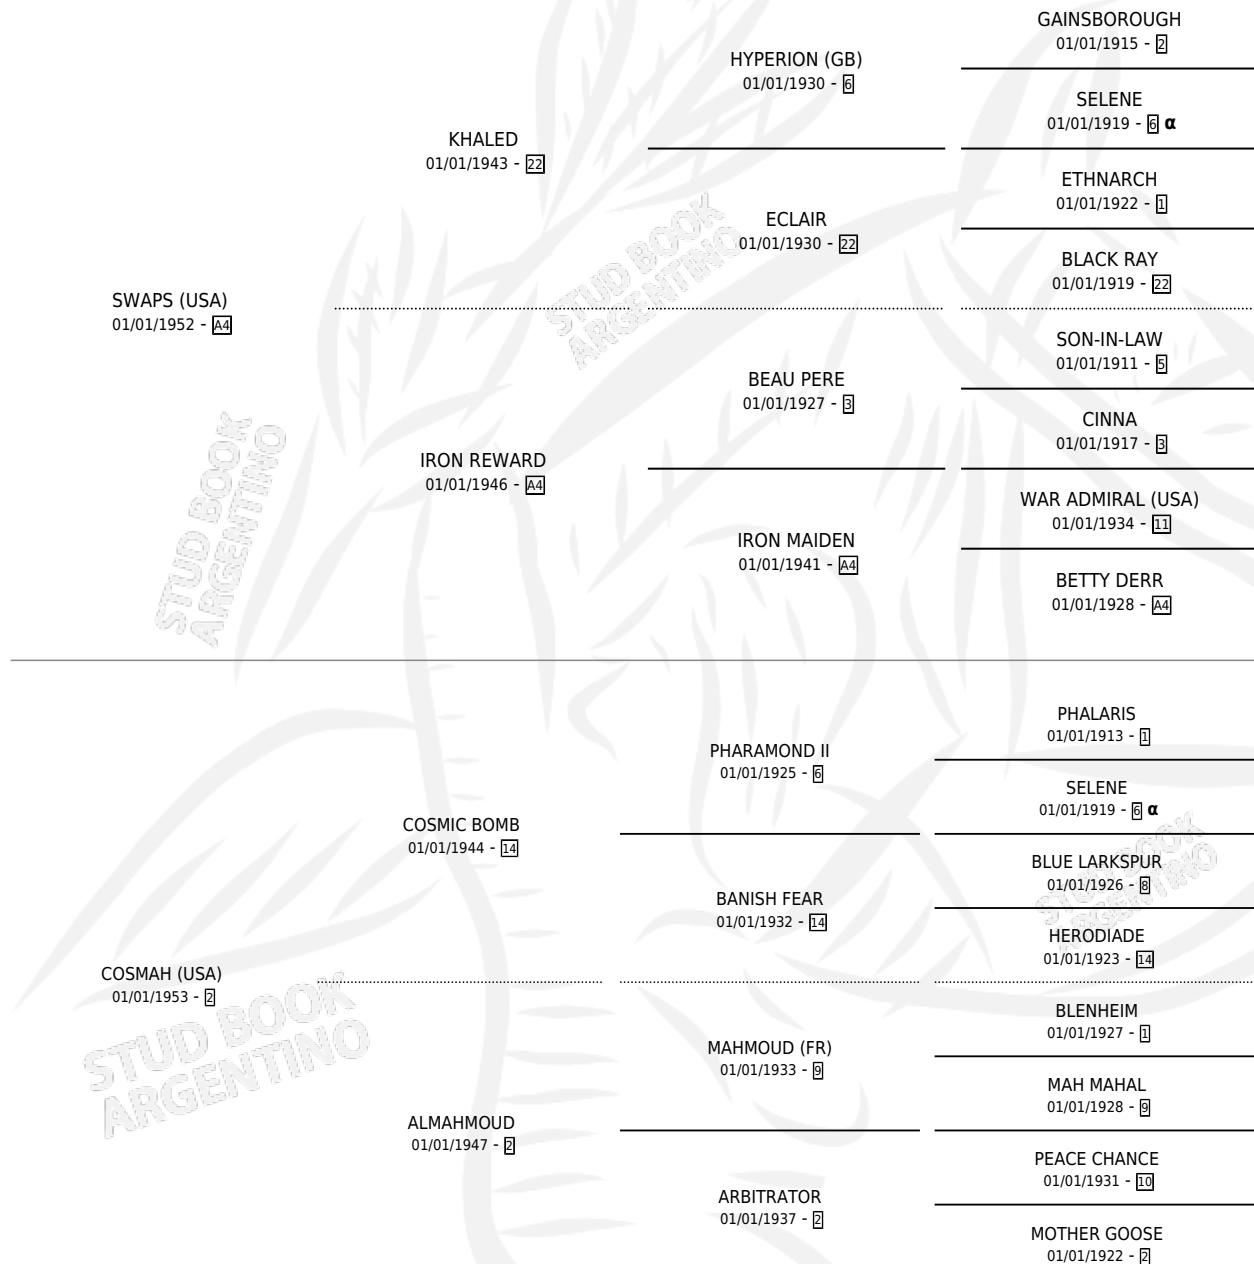 GAINSBOROUGH
01/01/1915 - 2
HYPERION (GB)
01/01/1930 - 6
SELENE
01/01/1919 - 6 α
KHALED
01/01/1943 - 22
ETHNARCH
01/01/1922 - 1
ECLAIR
01/01/1930 - 22
BLACK RAY
01/01/1919 - 22
SWAPS (USA)
01/01/1952 - A4
STUD BOOK
ARGENTINO
SON-IN-LAW
01/01/1911 - 5
BEAU PERE
01/01/1927 - 3
CINNA
01/01/1917 - 3
IRON REWARD
01/01/1946 - A4
WAR ADMIRAL (USA)
01/01/1934 - 11
IRON MAIDEN
01/01/1941 - A4
BETTY DERR
01/01/1928 - A4
STUD BOOK
ARGENTINO
PHALARIS
01/01/1913 - 1
PHARAMOND II
01/01/1925 - 6
SELENE
01/01/1919 - 6 α
COSMIC BOMB
01/01/1944 - 14
BLUE LARKSPUR
01/01/1926 - 8
BANISH FEAR
01/01/1932 - 14
HERODIADE
01/01/1923 - 14
STUD BOOK
ARGENTINO
COSMAH (USA)
01/01/1953 - 2
STUD BOOK
ARGENTINO
BLENHEIM
01/01/1927 - 1
MAHMOUD (FR)
01/01/1933 - 9
MAH MAHAL
01/01/1928 - 9
ALMAHMOUD
01/01/1947 - 2
PEACE CHANCE
01/01/1931 - 10
ARBITRATOR
01/01/1937 - 2
MOTHER GOOSE
01/01/1922 - 2